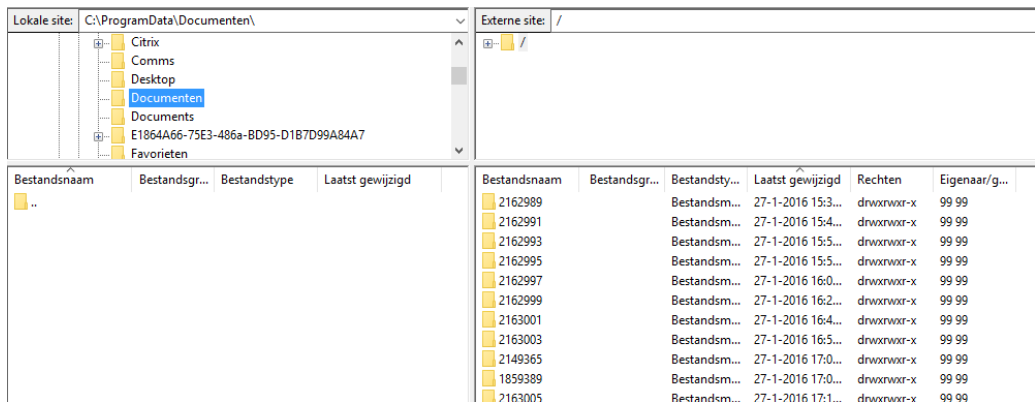 Lokale site: C:\ProgramData\Documenten\
Citrix
Comms
Desktop
Documenten
Documents
E1864A66-75E3-486a-BD95-D1B7D99A84A7
Favorieten
Externe site: /
/
Bestandsnaam Bestandsgr... Bestandstype Laatst gewijzigd
..
Bestandsnaam Bestandsgr... Bestandsty... Laatst gewijzigd Rechten Eigenaar/g...
2162989 Bestandsm... 27-1-2016 15:3... drwxrwxr-x 99 99
2162991 Bestandsm... 27-1-2016 15:4... drwxrwxr-x 99 99
2162993 Bestandsm... 27-1-2016 15:5... drwxrwxr-x 99 99
2162995 Bestandsm... 27-1-2016 15:5... drwxrwxr-x 99 99
2162997 Bestandsm... 27-1-2016 16:0... drwxrwxr-x 99 99
2162999 Bestandsm... 27-1-2016 16:2... drwxrwxr-x 99 99
2163001 Bestandsm... 27-1-2016 16:4... drwxrwxr-x 99 99
2163003 Bestandsm... 27-1-2016 16:5... drwxrwxr-x 99 99
2149365 Bestandsm... 27-1-2016 17:0... drwxrwxr-x 99 99
1859389 Bestandsm... 27-1-2016 17:0... drwxrwxr-x 99 99
2163005 Bestandsm... 27-1-2016 17:1... drwxrwxr-x 99 99